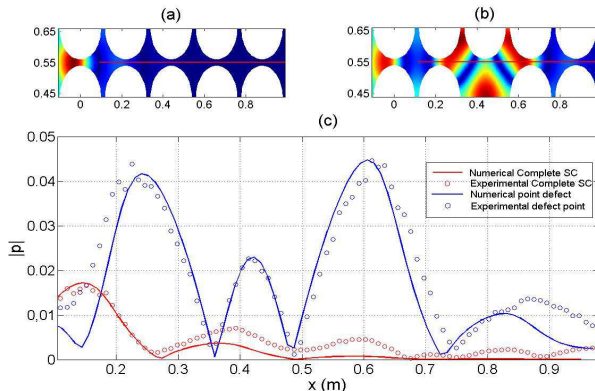 (a)
(b)
0.65
0.55
0.45
0 0.2 0.4 0.6 0.8
0.66
0.55
0.44
0 0.2 0.4 0.6 0.8
(c)
0.05
0.04
0.03
0.02
0.01
0
|p|
Numerical Complete SC
Experimental Complete SC
Numerical point defect
Experimental defect point
0.2 0.3 0.4 0.5 0.6 0.7 0.8 0.9
x (m)